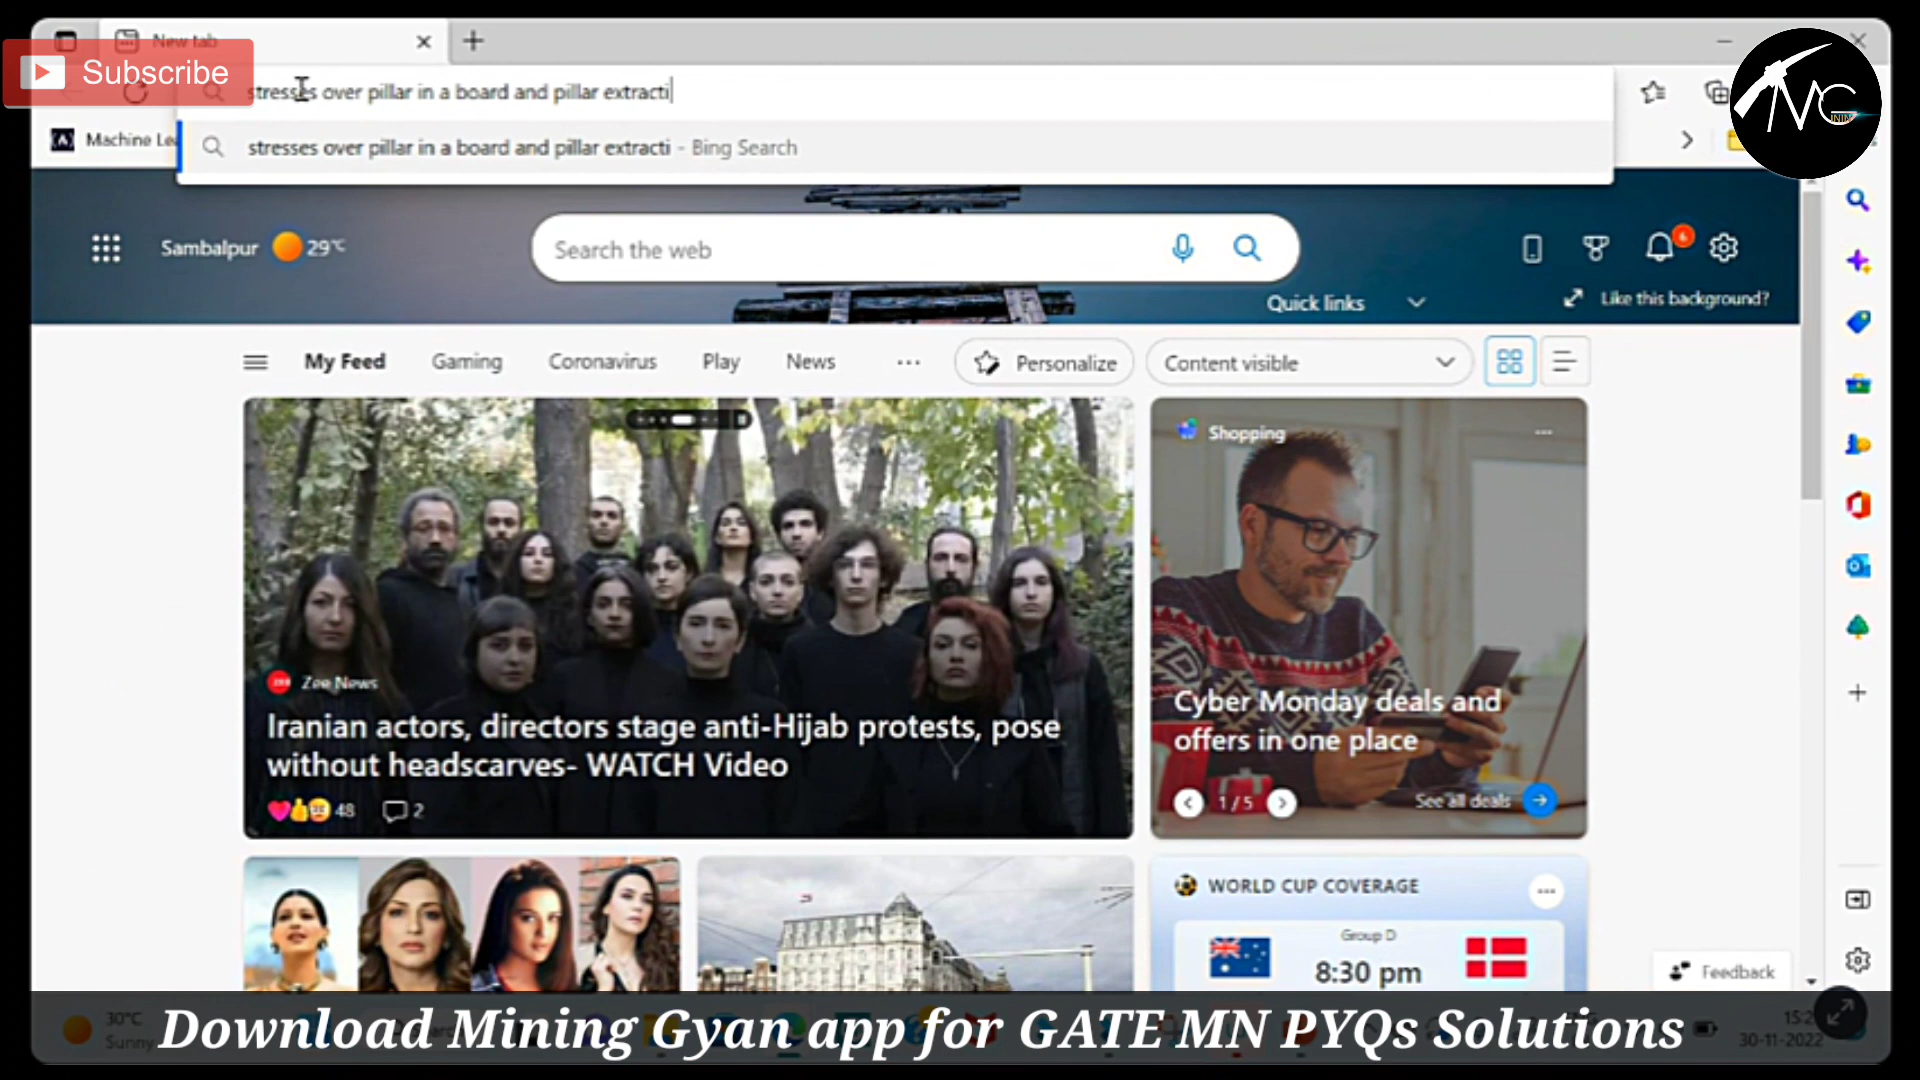 New tab
Subscribe
stresses over pillar in a board and pillar extracti
Machine Lea
stresses over pillar in a board and pillar extracti - Bing Search
Sambalpur 29°C
Search the web
6
Quick links
Like this background?
My Feed Gaming Coronavirus Play News ... Personalize Content visible
Shopping
Zee News
Iranian actors, directors stage anti-Hijab protests, pose
without headscarves- WATCH Video
48 2
Cyber Monday deals and
offers in one place
1 / 5 See all deals
WORLD CUP COVERAGE
Group D
8:30 pm
Feedback
30°C
Sunny
Download Mining Gyan app for GATE MN PYQs Solutions
30-11-2022